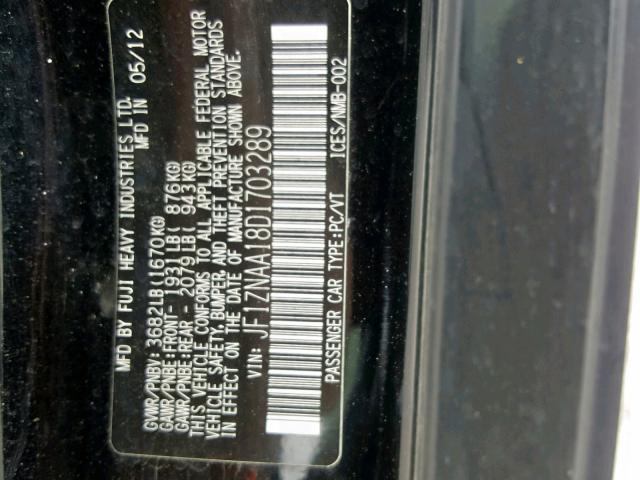 MFD BY FUJI HEAVY INDUSTRIES LTD.
MFD IN 05/12
GVWR/PNBV: 3682LB(1670KG)
GAWR/PNBE:FRONT- 1931LB( 876KG)
GAWR/PNBE:REAR - 2079LB( 943KG)
THIS VEHICLE CONFORMS TO ALL APPLICABLE FEDERAL MOTOR
VEHICLE SAFETY, BUMPER, AND THEFT PREVENTION STANDARDS
IN EFFECT ON THE DATE OF MANUFACTURE SHOWN ABOVE.
VIN: JF1ZNAA18D1703289
PASSENGER CAR TYPE:PC/VT ICES/NMB-002